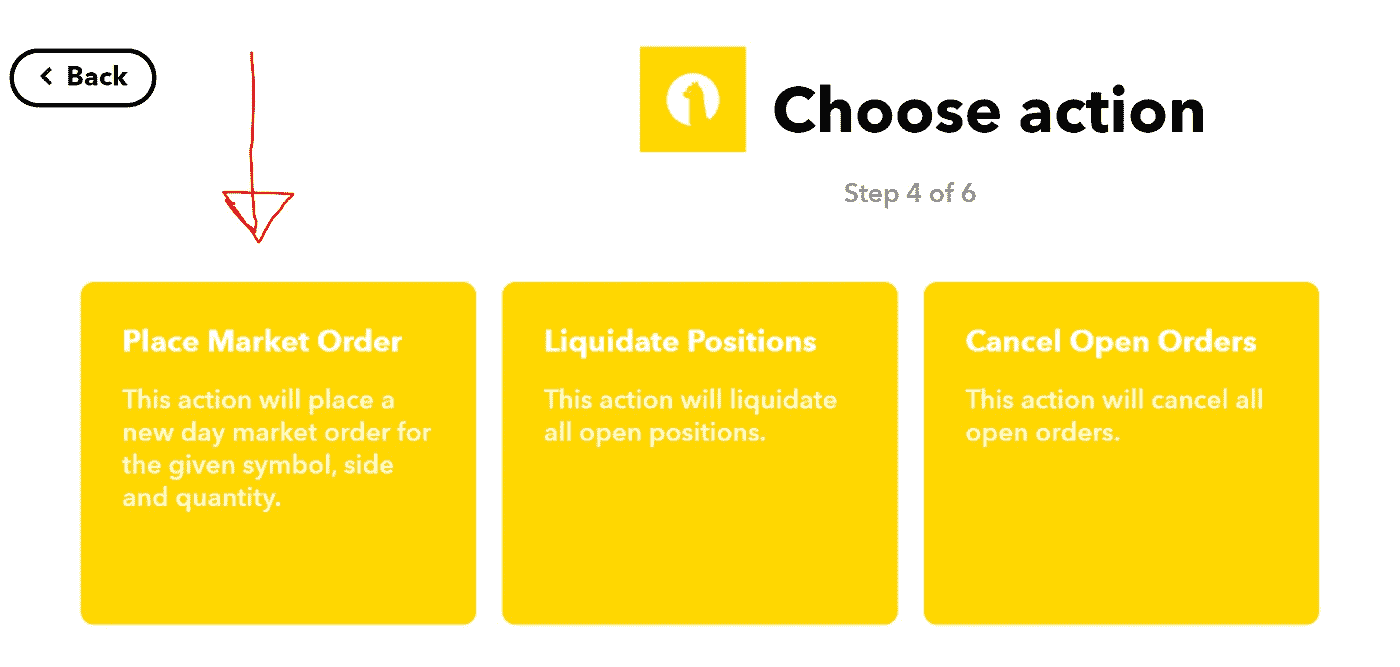 Back
Choose action
Step 4 of 6
Place Market Order
This action will place a
new day market order for
the given symbol, side
and quantity.
Liquidate Positions
This action will liquidate
all open positions.
Cancel Open Orders
This action will cancel all
open orders.